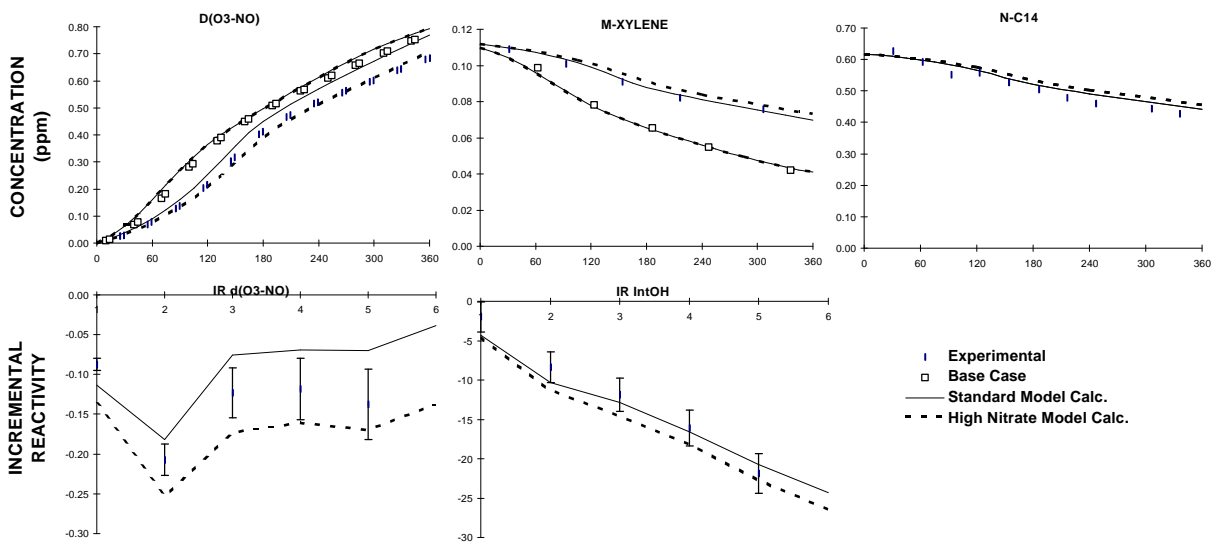 D(O3-NO)
M-XYLENE
N-C14
CONCENTRATION
(ppm)
0.80
0.70
0.60
0.50
0.40
0.30
0.20
0.10
0.00
0 60 120 180 240 300 360
0.12
0.10
0.08
0.06
0.04
0.02
0.00
0 60 120 180 240 300 360
0.70
0.60
0.50
0.40
0.30
0.20
0.10
0.00
0 60 120 180 240 300 360
IR d(O3-NO)
IR IntOH
INCREMENTAL
REACTIVITY
0.00
-0.05
-0.10
-0.15
-0.20
-0.25
-0.30
1 2 3 4 5 6
0
-5
-10
-15
-20
-25
-30
1 2 3 4 5 6
Experimental
Base Case
Standard Model Calc.
High Nitrate Model Calc.